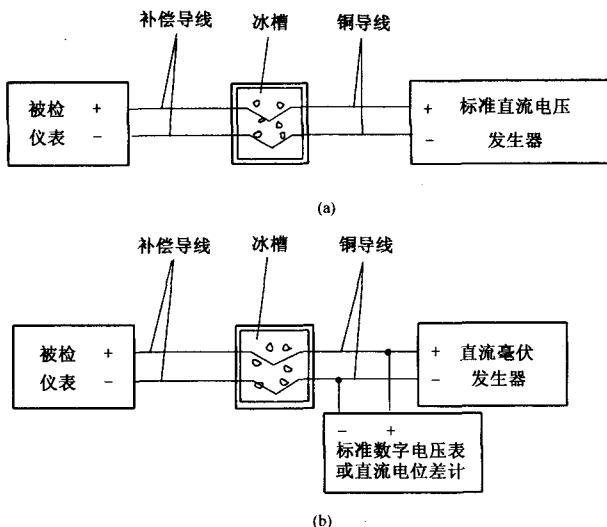 补偿导线 冰槽 铜导线
被检 + + 标准直流电压
仪表 − − 发生器
(a)
补偿导线 冰槽 铜导线
被检 + + 直流毫伏
仪表 − − 发生器
− +
标准数字电压表
或直流电位差计
(b)